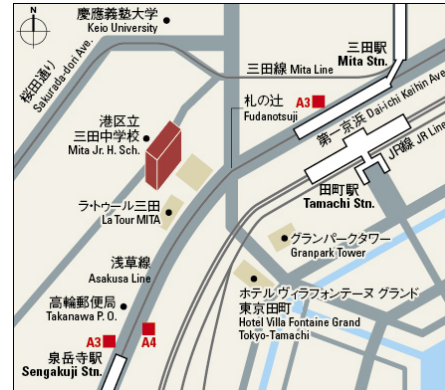 N
慶應義塾大学
Keio University
桜田通り
Sakurada-dori Ave.
三田線 Mita Line
三田駅
Mita Stn.
札の辻
Fudanotsuji
A3
第一京浜 Dai-ichi Keihin Ave.
JR線 JR Line
港区立
三田中学校
Mita Jr. H. Sch.
田町駅
Tamachi Stn.
ラ・トゥール三田
La Tour MITA
グランパークタワー
Granpark Tower
浅草線
Asakusa Line
ホテル ヴィラフォンテーヌ グランド
東京田町
Hotel Villa Fontaine Grand
Tokyo-Tamachi
高輪郵便局
Takanawa P. O.
A3
A4
泉岳寺駅
Sengakuji Stn.